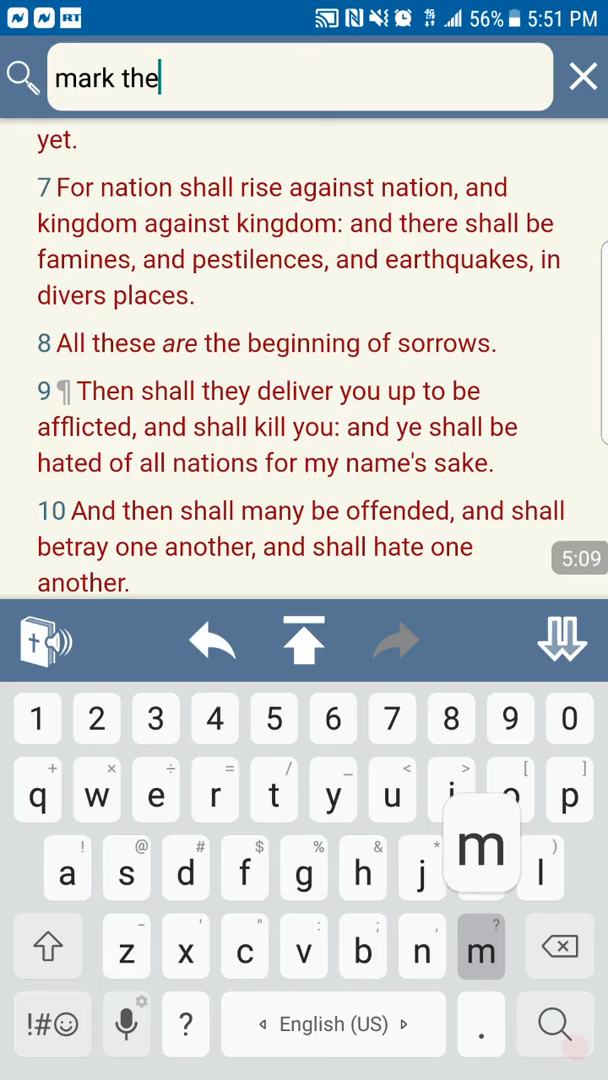 RT 4G 56% 5:51 PM
mark the
yet.
7 For nation shall rise against nation, and
kingdom against kingdom: and there shall be
famines, and pestilences, and earthquakes, in
divers places.
8 All these are the beginning of sorrows.
9 ¶ Then shall they deliver you up to be
afflicted, and shall kill you: and ye shall be
hated of all nations for my name's sake.
10 And then shall many be offended, and shall
betray one another, and shall hate one
another.
5:09
1 2 3 4 5 6 7 8 9 0
+ × ÷ = / _ < > [ ]
q w e r t y u i o p
! @ # $ % & * )
a s d f g h j m l
- ' " : ; , ?
z x c v b n m
!#☺ ? English (US) .